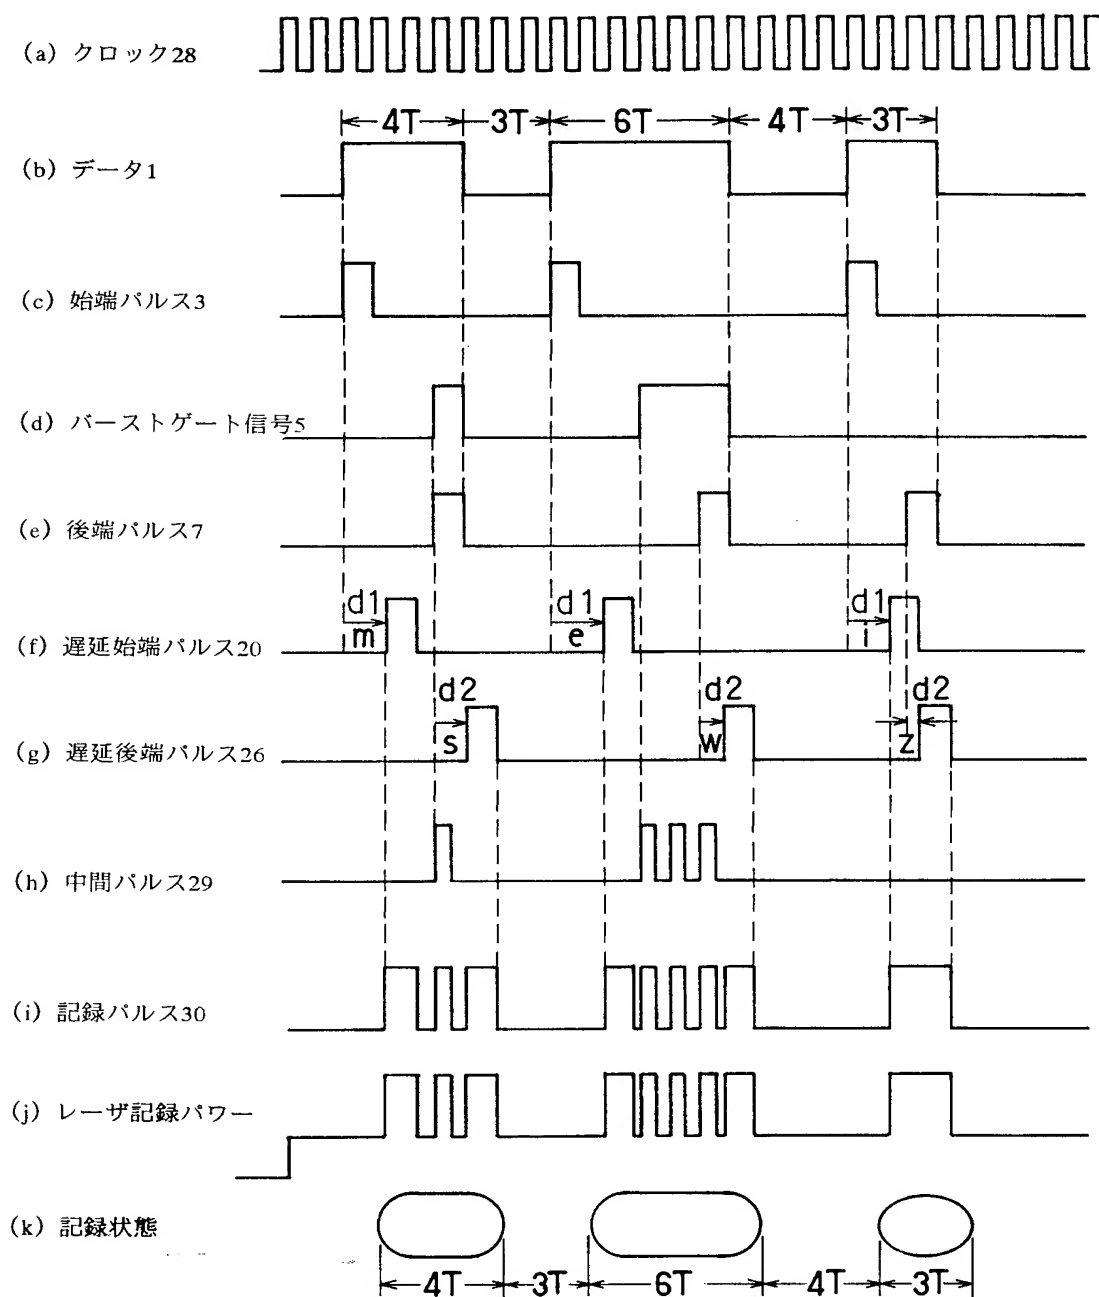 (a) クロック28
4T 3T 6T 4T 3T
(b) データ1
(c) 始端パルス3
(d) バーストゲート信号5
(e) 後端パルス7
d1 d1 d1
m e i
(f) 遅延始端パルス20
d2 d2 d2
s w z
(g) 遅延後端パルス26
(h) 中間パルス29
(i) 記録パルス30
(j) レーザ記録パワー
(k) 記録状態
4T 3T 6T 4T 3T